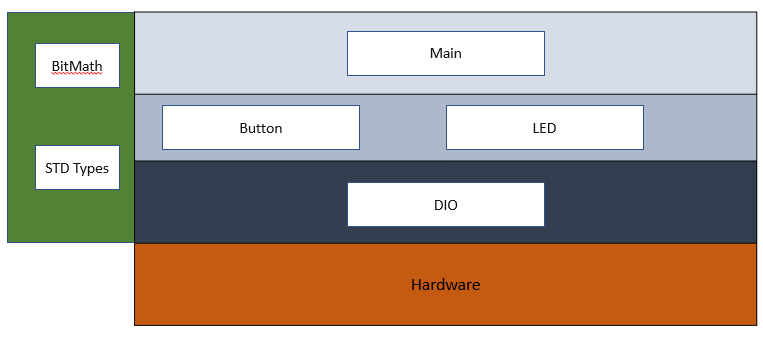 Main
BitMath
Button
LED
STD Types
DIO
Hardware